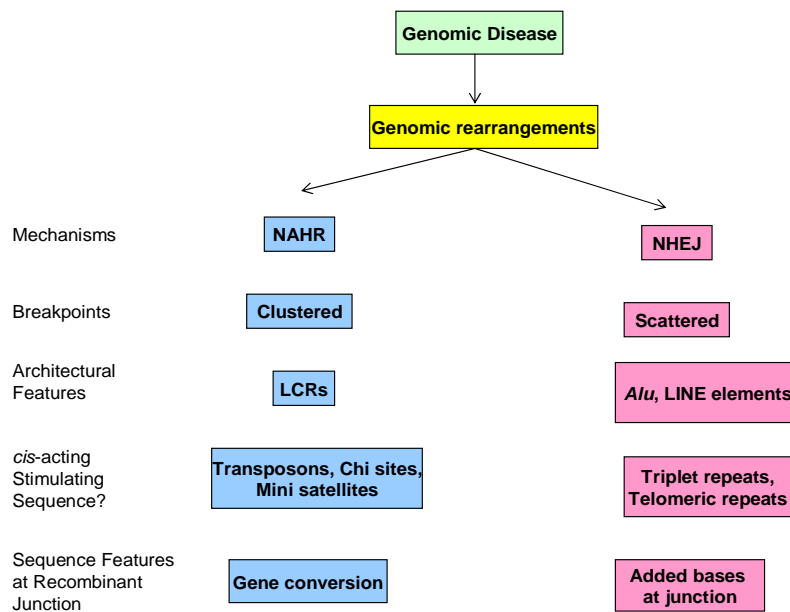 Genomic Disease
Genomic rearrangements
Mechanisms
NAHR
NHEJ
Breakpoints
Clustered
Scattered
Architectural
Features
LCRs
Alu, LINE elements
cis-acting
Stimulating
Sequence?
Transposons, Chi sites,
Mini satellites
Triplet repeats,
Telomeric repeats
Sequence Features
at Recombinant
Junction
Gene conversion
Added bases
at junction